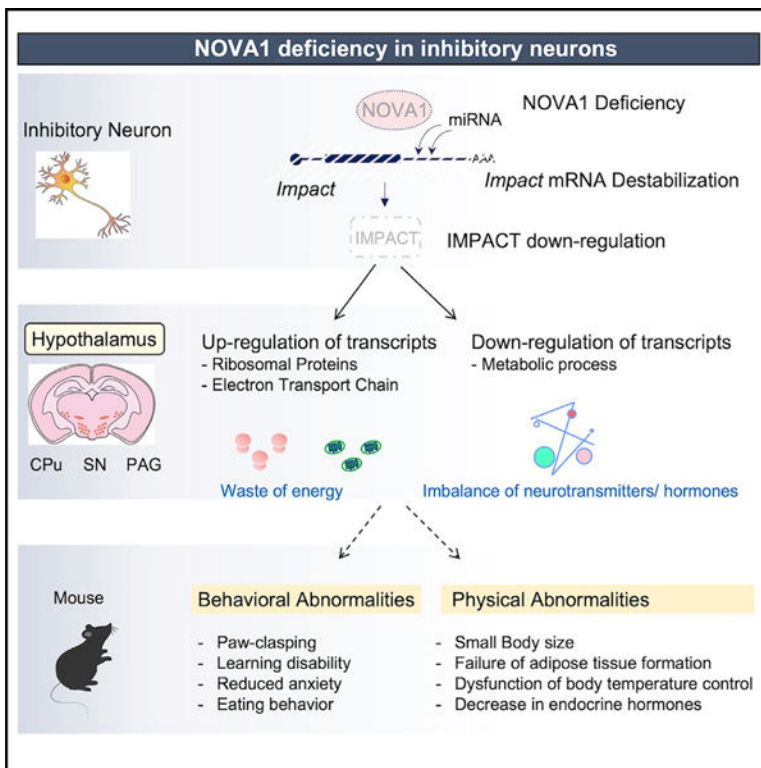 NOVA1 deficiency in inhibitory neurons
Inhibitory Neuron
NOVA1
miRNA
NOVA1 Deficiency
AAA
Impact
Impact mRNA Destabilization
IMPACT
IMPACT down-regulation
Hypothalamus
CPu SN PAG
Up-regulation of transcripts
- Ribosomal Proteins
- Electron Transport Chain
Waste of energy
Down-regulation of transcripts
- Metabolic process
Imbalance of neurotransmitters/ hormones
Mouse
Behavioral Abnormalities
- Paw-clasping
- Learning disability
- Reduced anxiety
- Eating behavior
Physical Abnormalities
- Small Body size
- Failure of adipose tissue formation
- Dysfunction of body temperature control
- Decrease in endocrine hormones